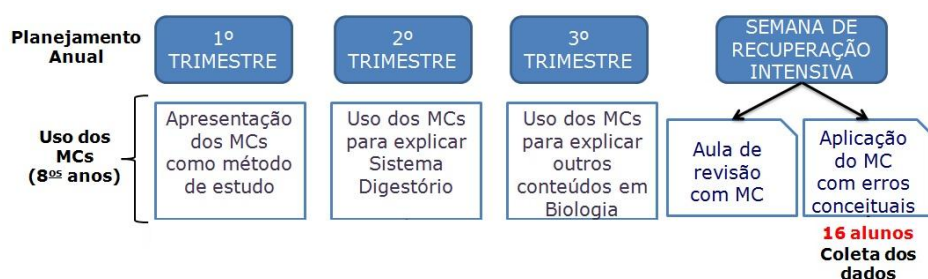 Planejamento
Anual
1º
TRIMESTRE
2º
TRIMESTRE
3º
TRIMESTRE
SEMANA DE
RECUPERAÇÃO
INTENSIVA
Uso dos
MCs
(8ºs anos)
Apresentação
dos MCs
como método
de estudo
Uso dos MCs
para explicar
Sistema
Digestório
Uso dos MCs
para explicar
outros
conteúdos em
Biologia
Aula de
revisão
com MC
Aplicação
do MC
com erros
conceituais
16 alunos
Coleta dos
dados